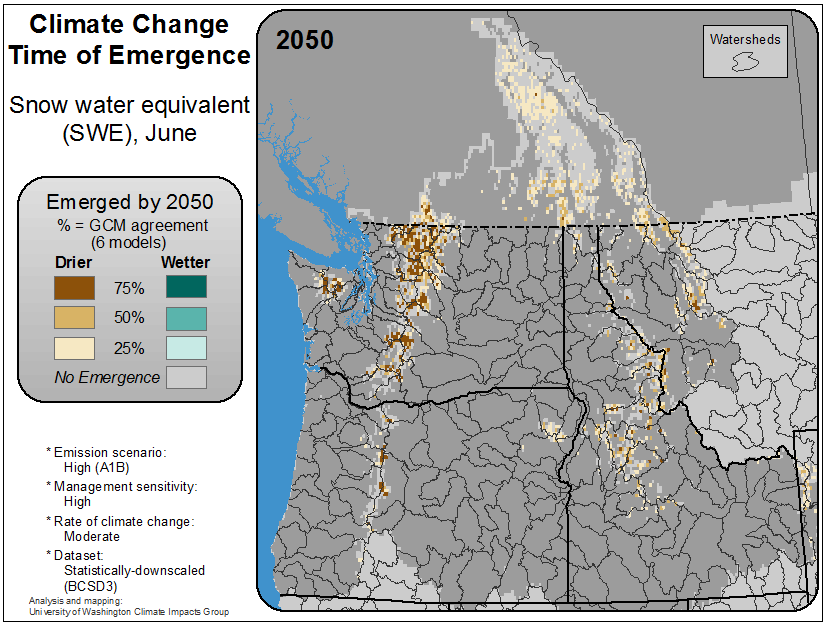 Climate Change
Time of Emergence
Snow water equivalent
(SWE), June
Emerged by 2050
% = GCM agreement
(6 models)
Drier Wetter
75%
50%
25%
No Emergence
* Emission scenario:
High (A1B)
* Management sensitivity:
High
* Rate of climate change:
Moderate
* Dataset:
Statistically-downscaled
(BCSD3)
Analysis and mapping:
University of Washington Climate Impacts Group
2050
Watersheds